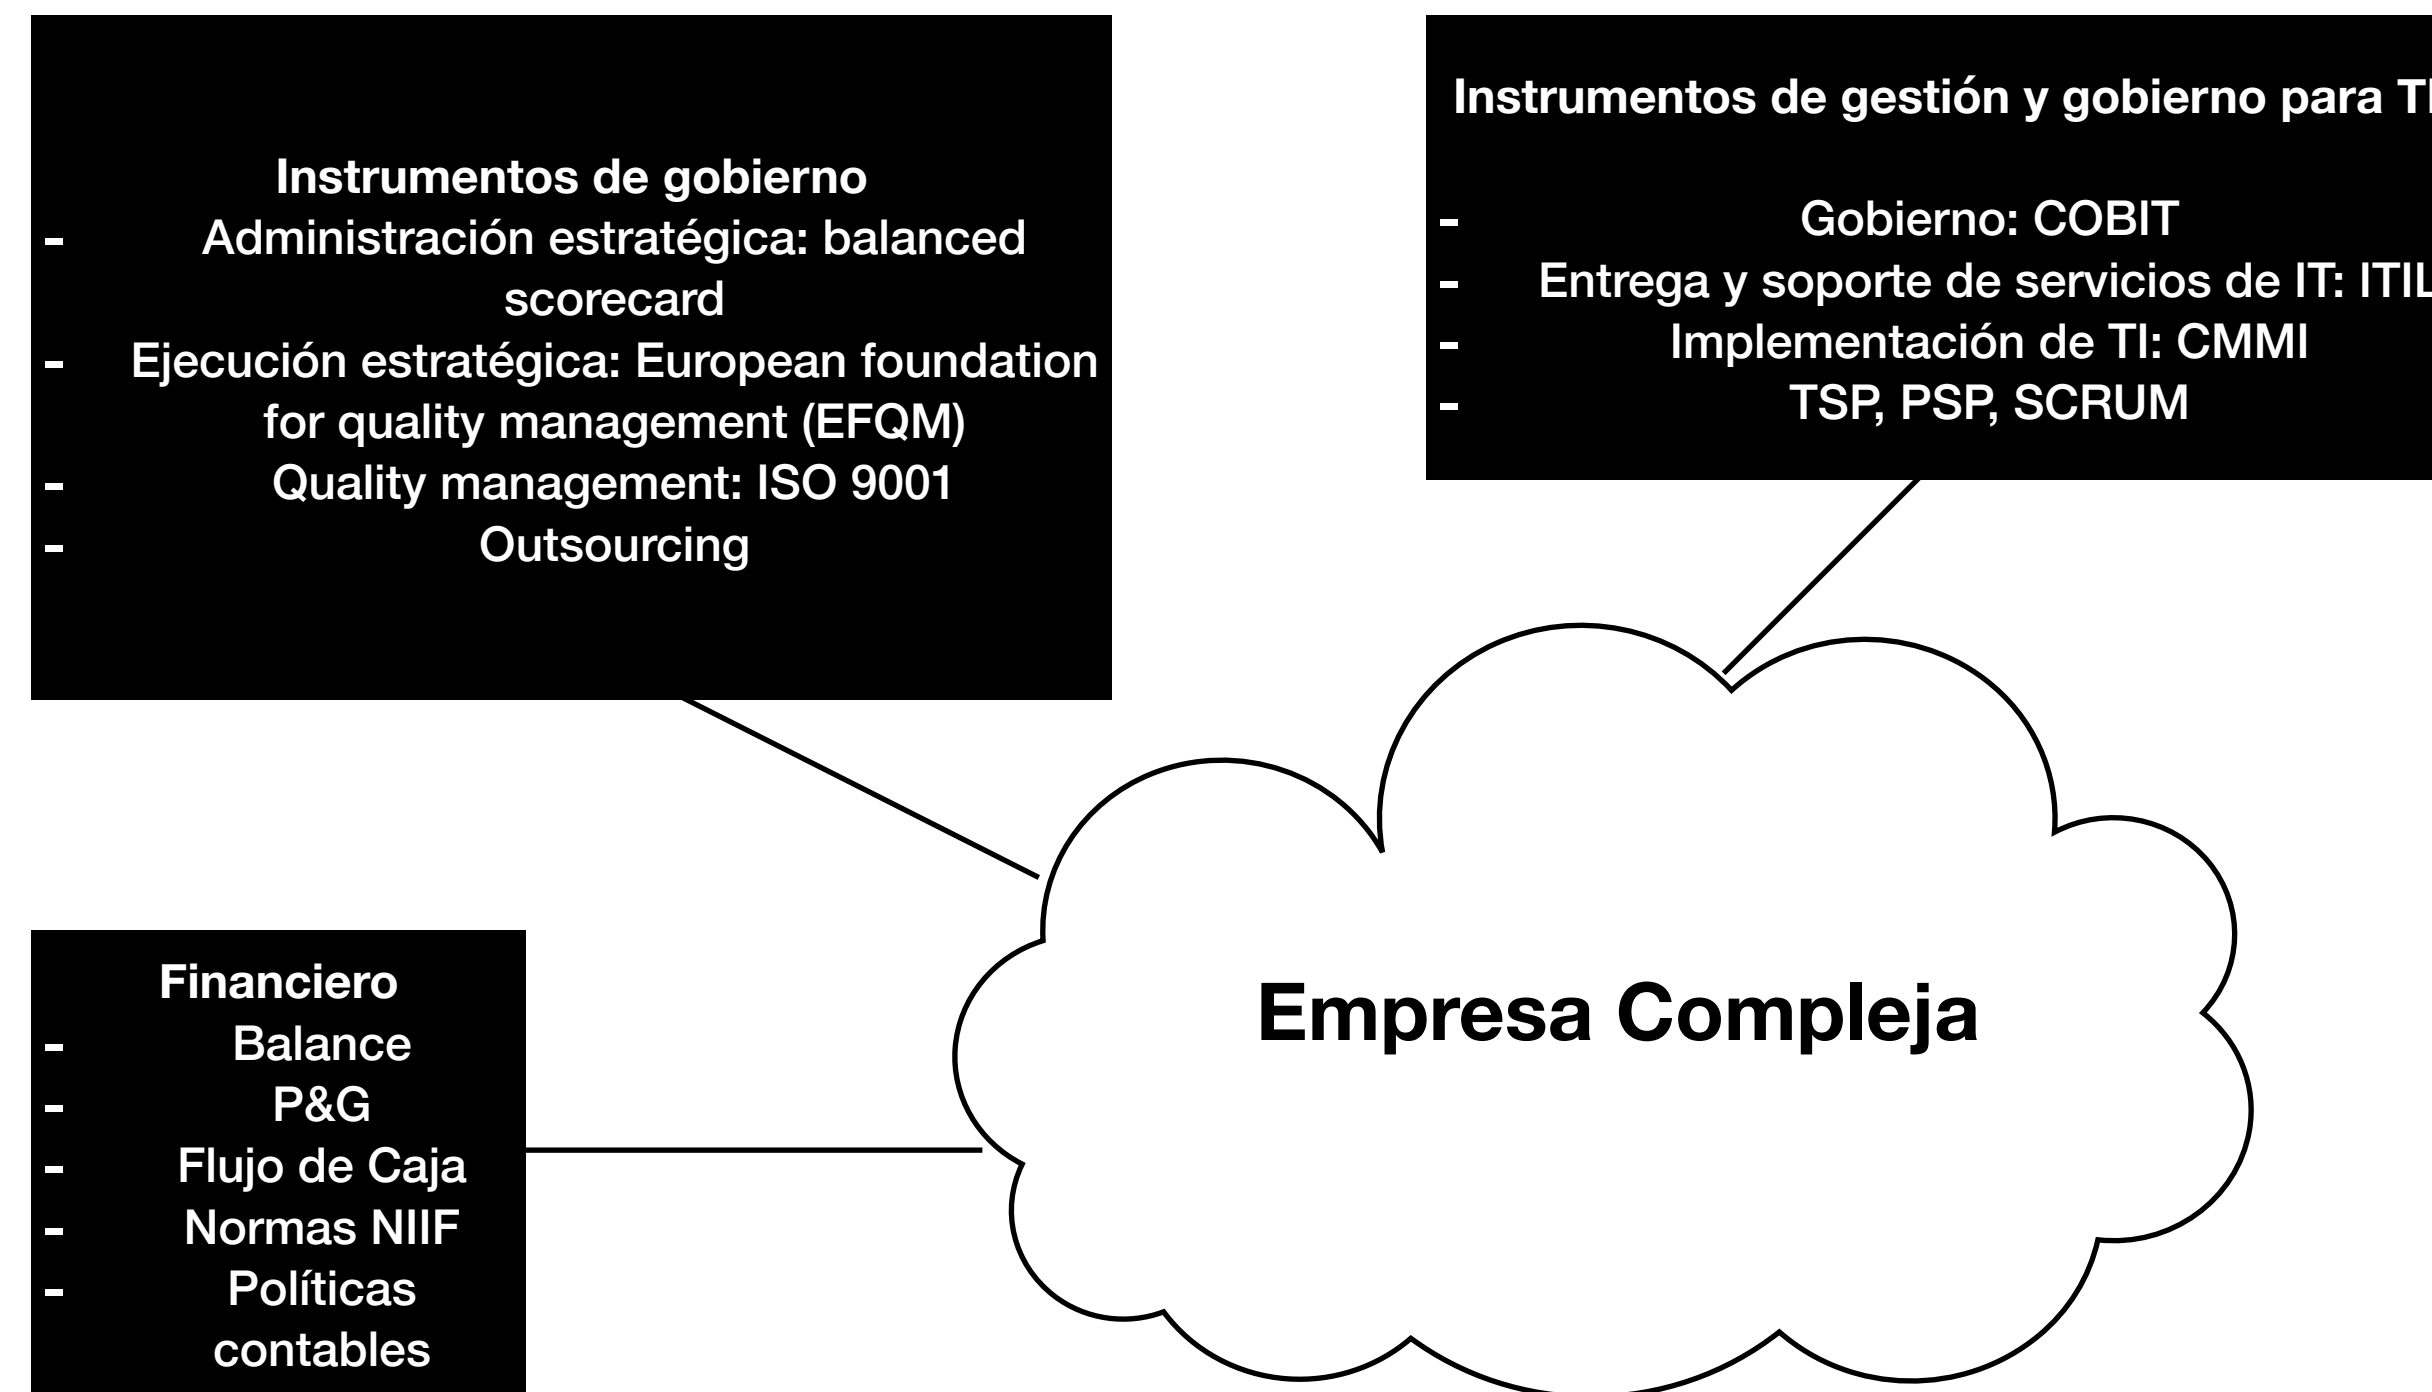 Instrumentos de gobierno
- Administración estratégica: balanced
scorecard
- Ejecución estratégica: European foundation
for quality management (EFQM)
- Quality management: ISO 9001
- Outsourcing
Instrumentos de gestión y gobierno para TI
- Gobierno: COBIT
- Entrega y soporte de servicios de IT: ITIL
- Implementación de TI: CMMI
- TSP, PSP, SCRUM
Empresa Compleja
Financiero
- Balance
- P&G
- Flujo de Caja
- Normas NIIF
- Políticas
contables